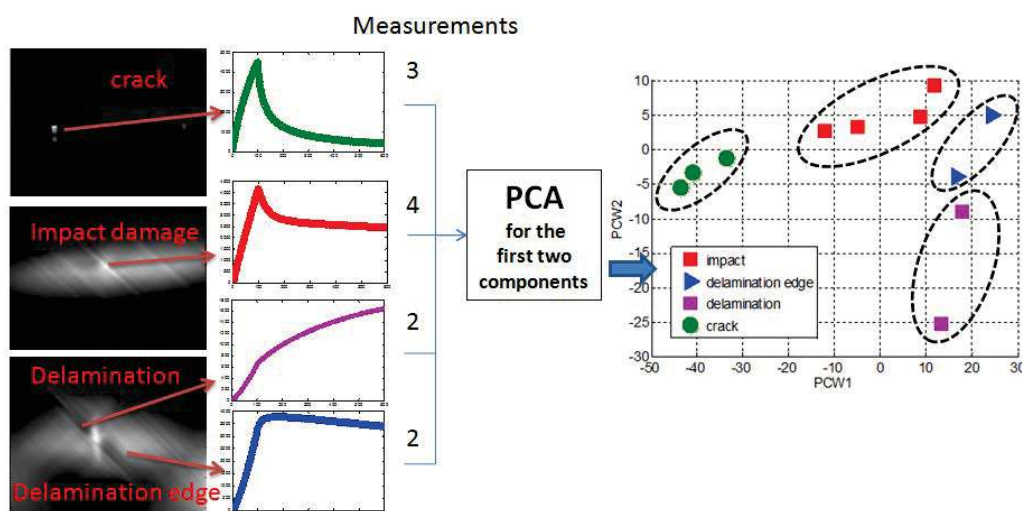 Measurements
crack
3
Impact damage
4
Delamination
2
Delamination edge
2
PCA
for the
first two
components
PCW2
10
5
0
-5
-10
-15
-20
-25
-30
impact
delamination edge
delamination
crack
-50 -40 -30 -20 -10 0 10 20 30
PCW1